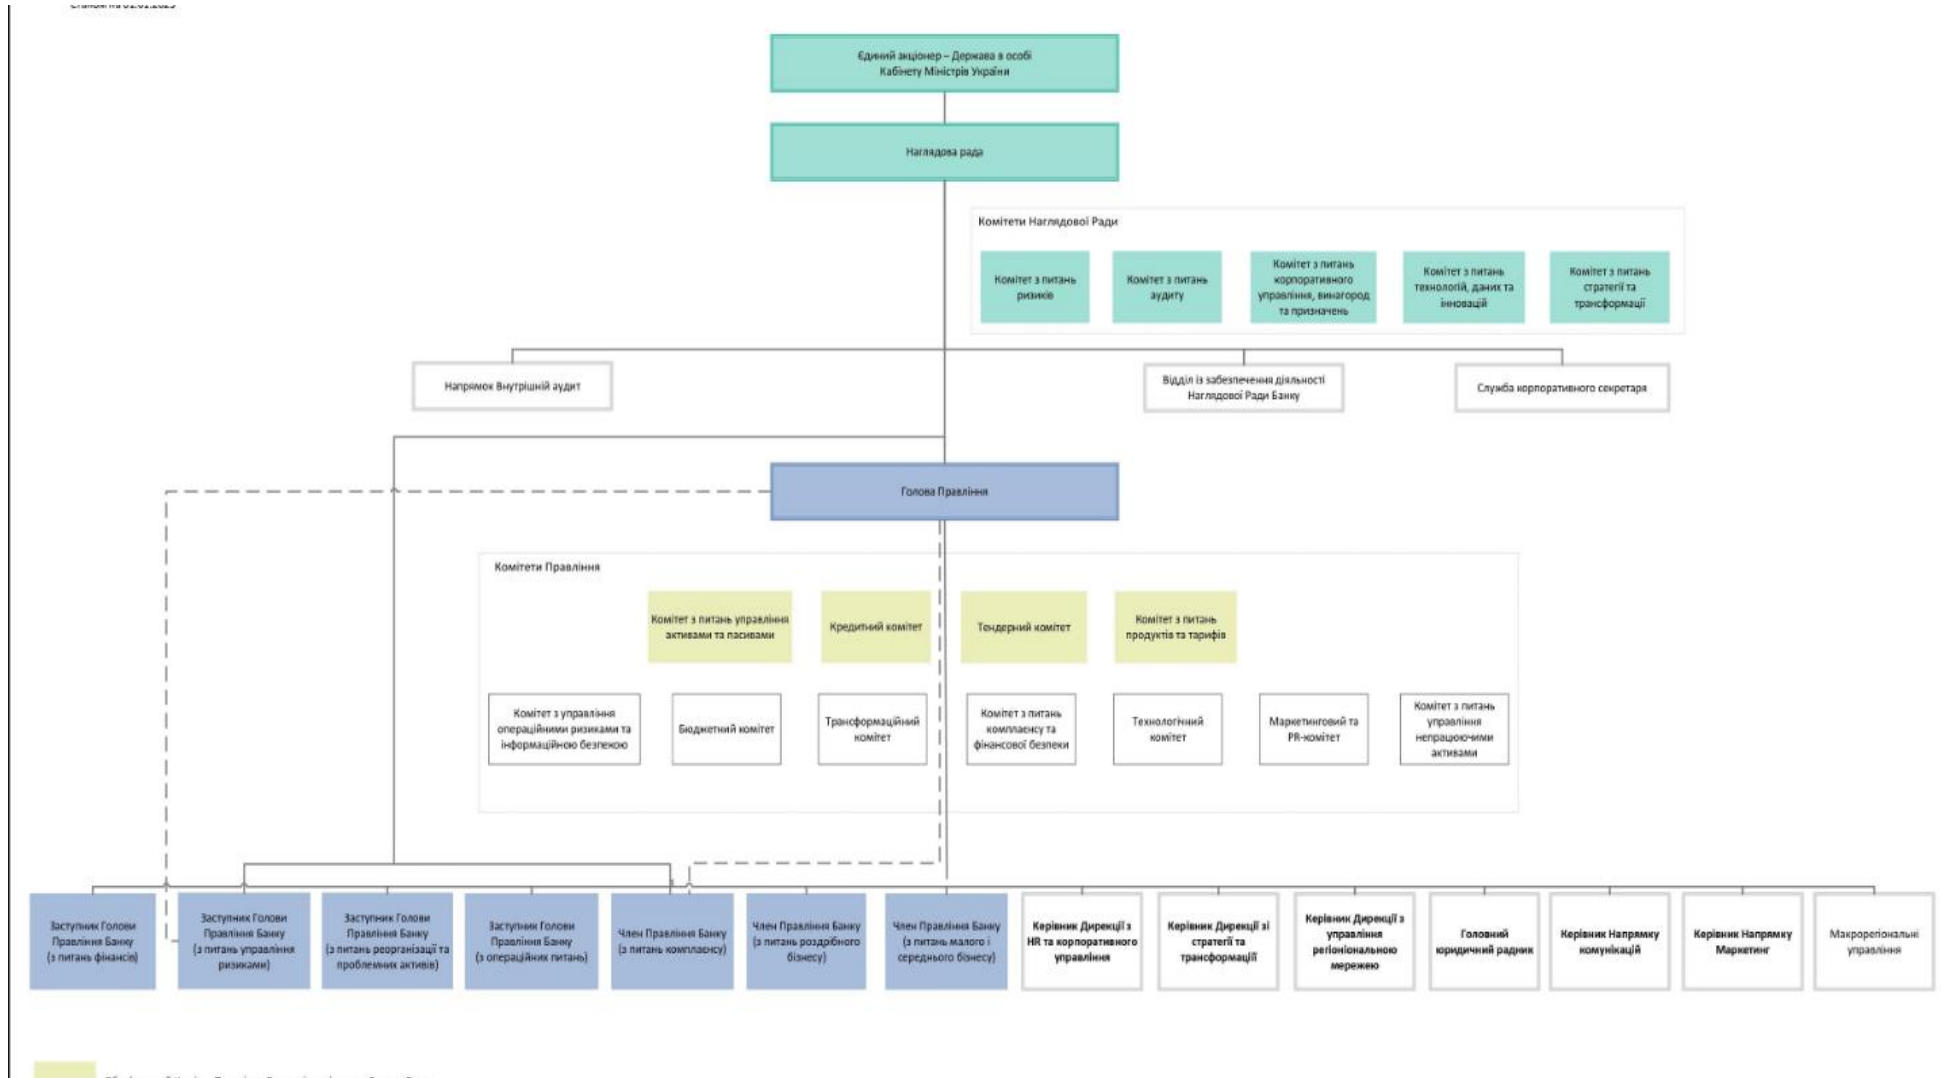 Єдиний акціонер – Держава в особі
Кабінету Міністрів України
Наглядова рада
Комітети Наглядової Ради
Комітет з питань
ризиків
Комітет з питань
аудиту
Комітет з питань
корпоративного
управління, винагород
та призначень
Комітет з питань
технологій, даних та
інновацій
Комітет з питань
стратегії та
трансформації
Напрямок Внутрішній аудит
Відділ із забезпечення діяльності
Наглядової Ради Банку
Служба корпоративного секретаря
Голова Правління
Комітети Правління
Комітет з питань управління
активами та пасивами
Кредитний комітет
Тендерний комітет
Комітет з питань
продуктів та тарифів
Комітет з управління
операційними ризиками та
інформаційною безпекою
Бюджетний комітет
Трансформаційний
комітет
Комітет з питань
комплаєнсу та
фінансової безпеки
Технологічний
комітет
Маркетинговий та
PR-комітет
Комітет з питань
управління
непрацюючими
активами
Заступник Голови
Правління Банку
(з питань фінансів)
Заступник Голови
Правління Банку
(з питань управління
ризиками)
Заступник Голови
Правління Банку
(з питань реорганізації та
проблемних активів)
Заступник Голови
Правління Банку
(з операційних питань)
Член Правління Банку
(з питань комплаєнсу)
Член Правління Банку
(з питань роздрібного
бізнесу)
Член Правління Банку
(з питань малого і
середнього бізнесу)
Керівник Дирекції з
HR та корпоративного
управління
Керівник Дирекції зі
стратегії та
трансформації
Керівник Дирекції з
управління
регіоніональною
мережею
Головний
юридичний радник
Керівник Напрямку
комунікацій
Керівник Напрямку
Маркетинг
Макрорегіональні
управління